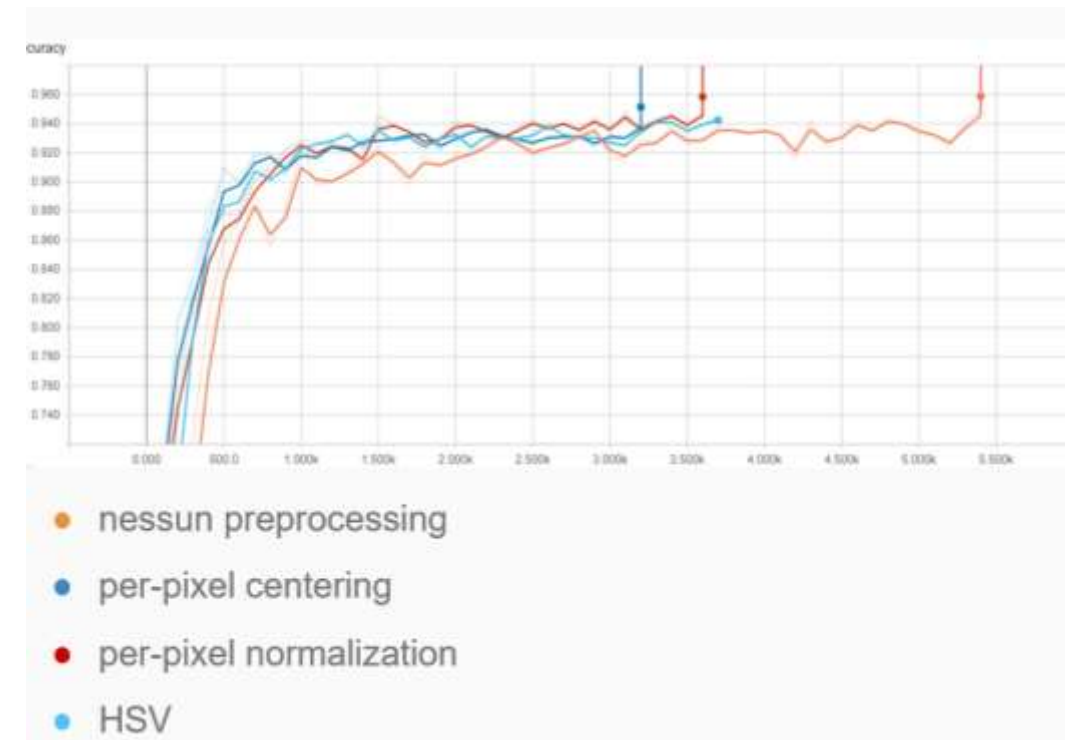 curacy
0.960
0.940
0.920
0.900
0.880
0.860
0.840
0.820
0.800
0.780
0.760
0.740
0.000 500.0 1.000k 1.500k 2.000k 2.500k 3.000k 3.500k 4.000k 4.500k 5.000k 5.500k
nessun preprocessing
per-pixel centering
per-pixel normalization
HSV